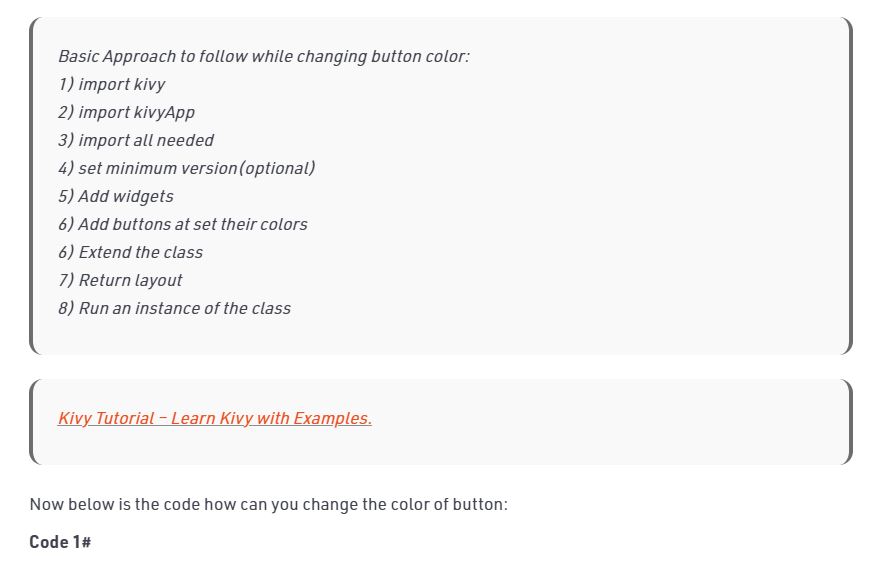 Basic Approach to follow while changing button color:
1) import kivy
2) import kivyApp
3) import all needed
4) set minimum version(optional)
5) Add widgets
6) Add buttons at set their colors
6) Extend the class
7) Return layout
8) Run an instance of the class
Kivy Tutorial – Learn Kivy with Examples.
Now below is the code how can you change the color of button:
Code 1#